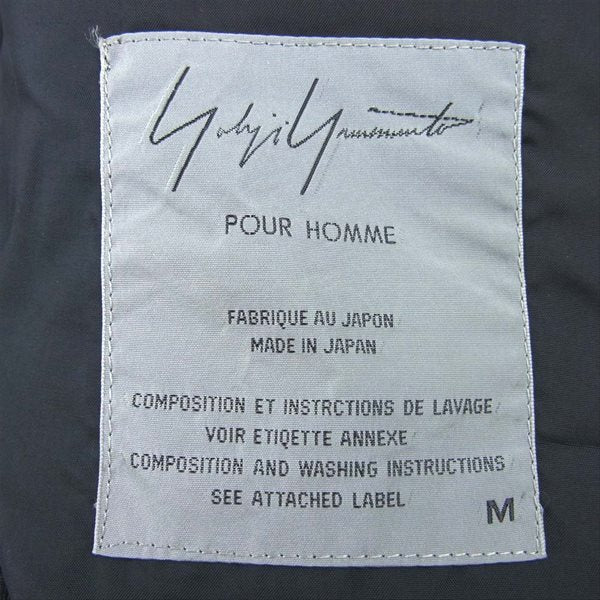 Yohji Yamamoto
POUR HOMME
FABRIQUE AU JAPON
MADE IN JAPAN
COMPOSITION ET INSTRCTIONS DE LAVAGE
VOIR ETIQETTE ANNEXE
COMPOSITION AND WASHING INSTRUCTIONS
SEE ATTACHED LABEL
M